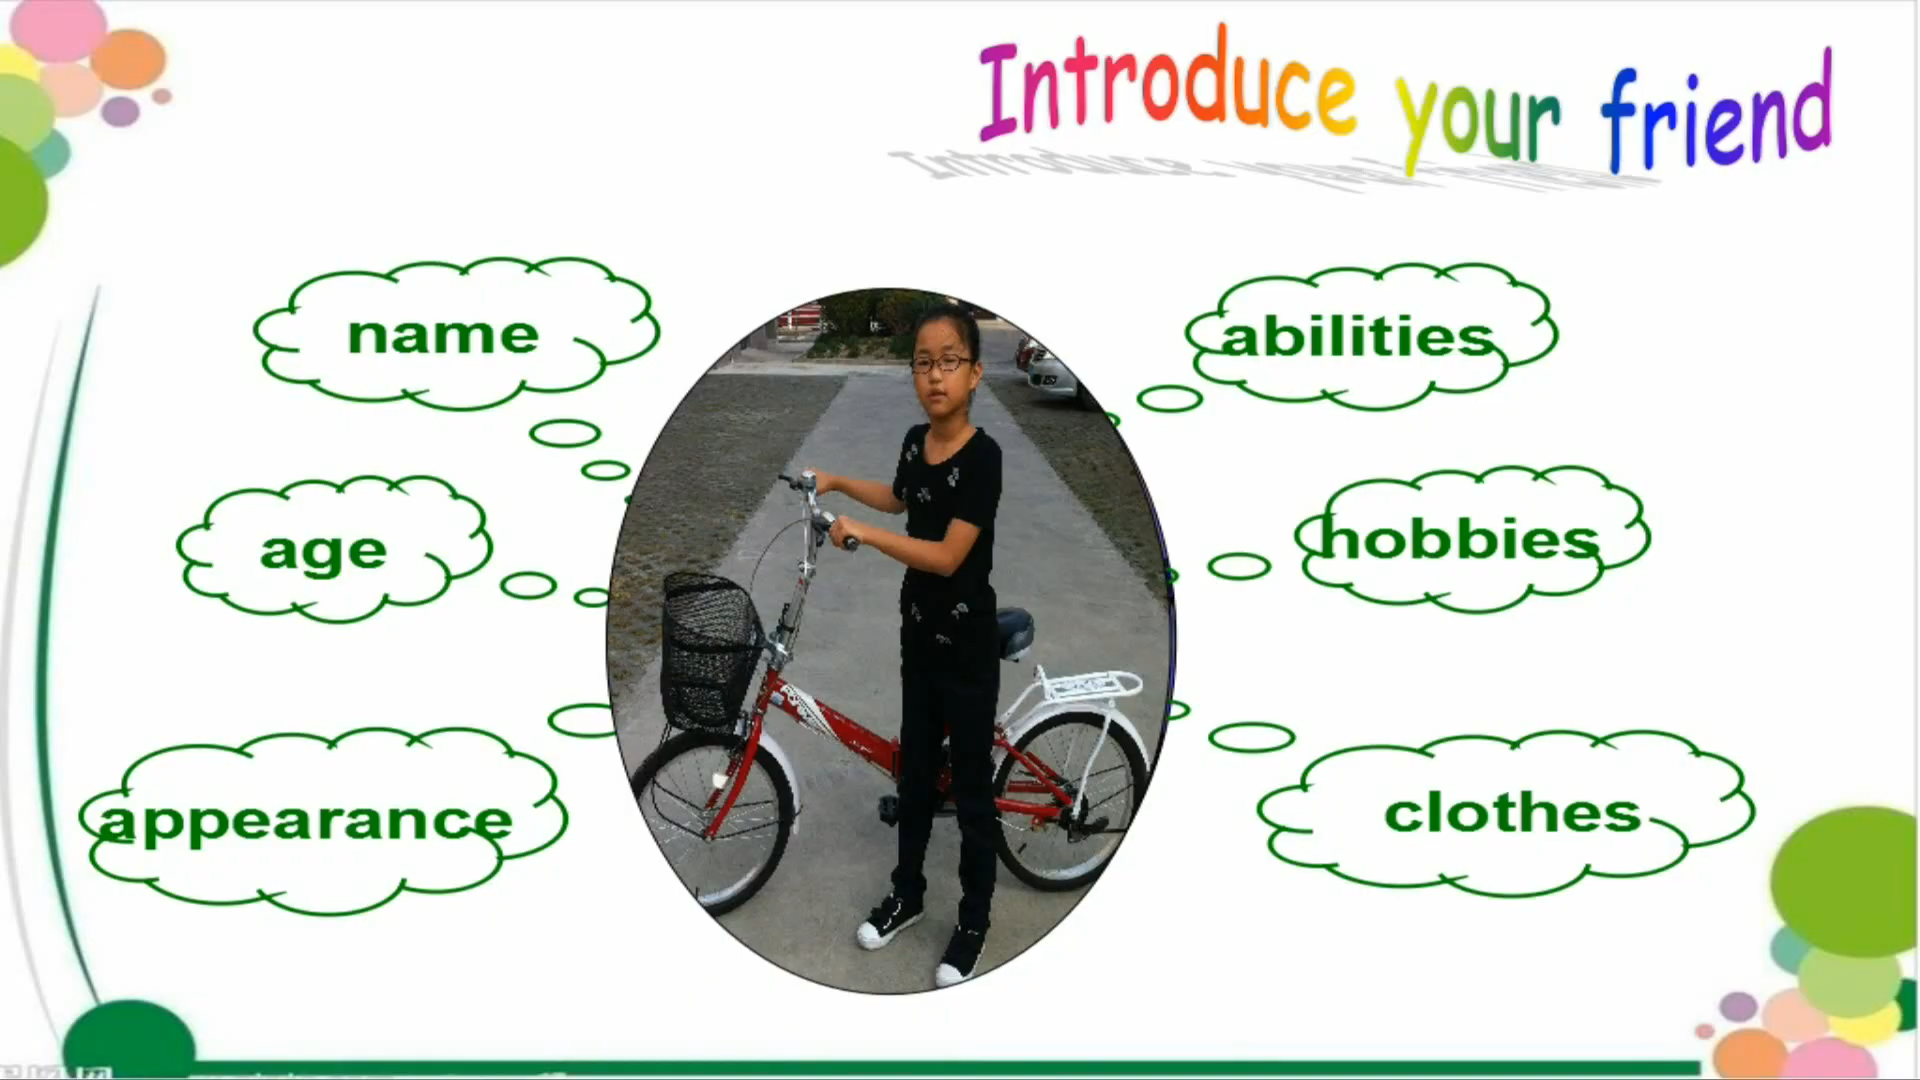 Introduce your friend
name
abilities
age
hobbies
appearance
clothes